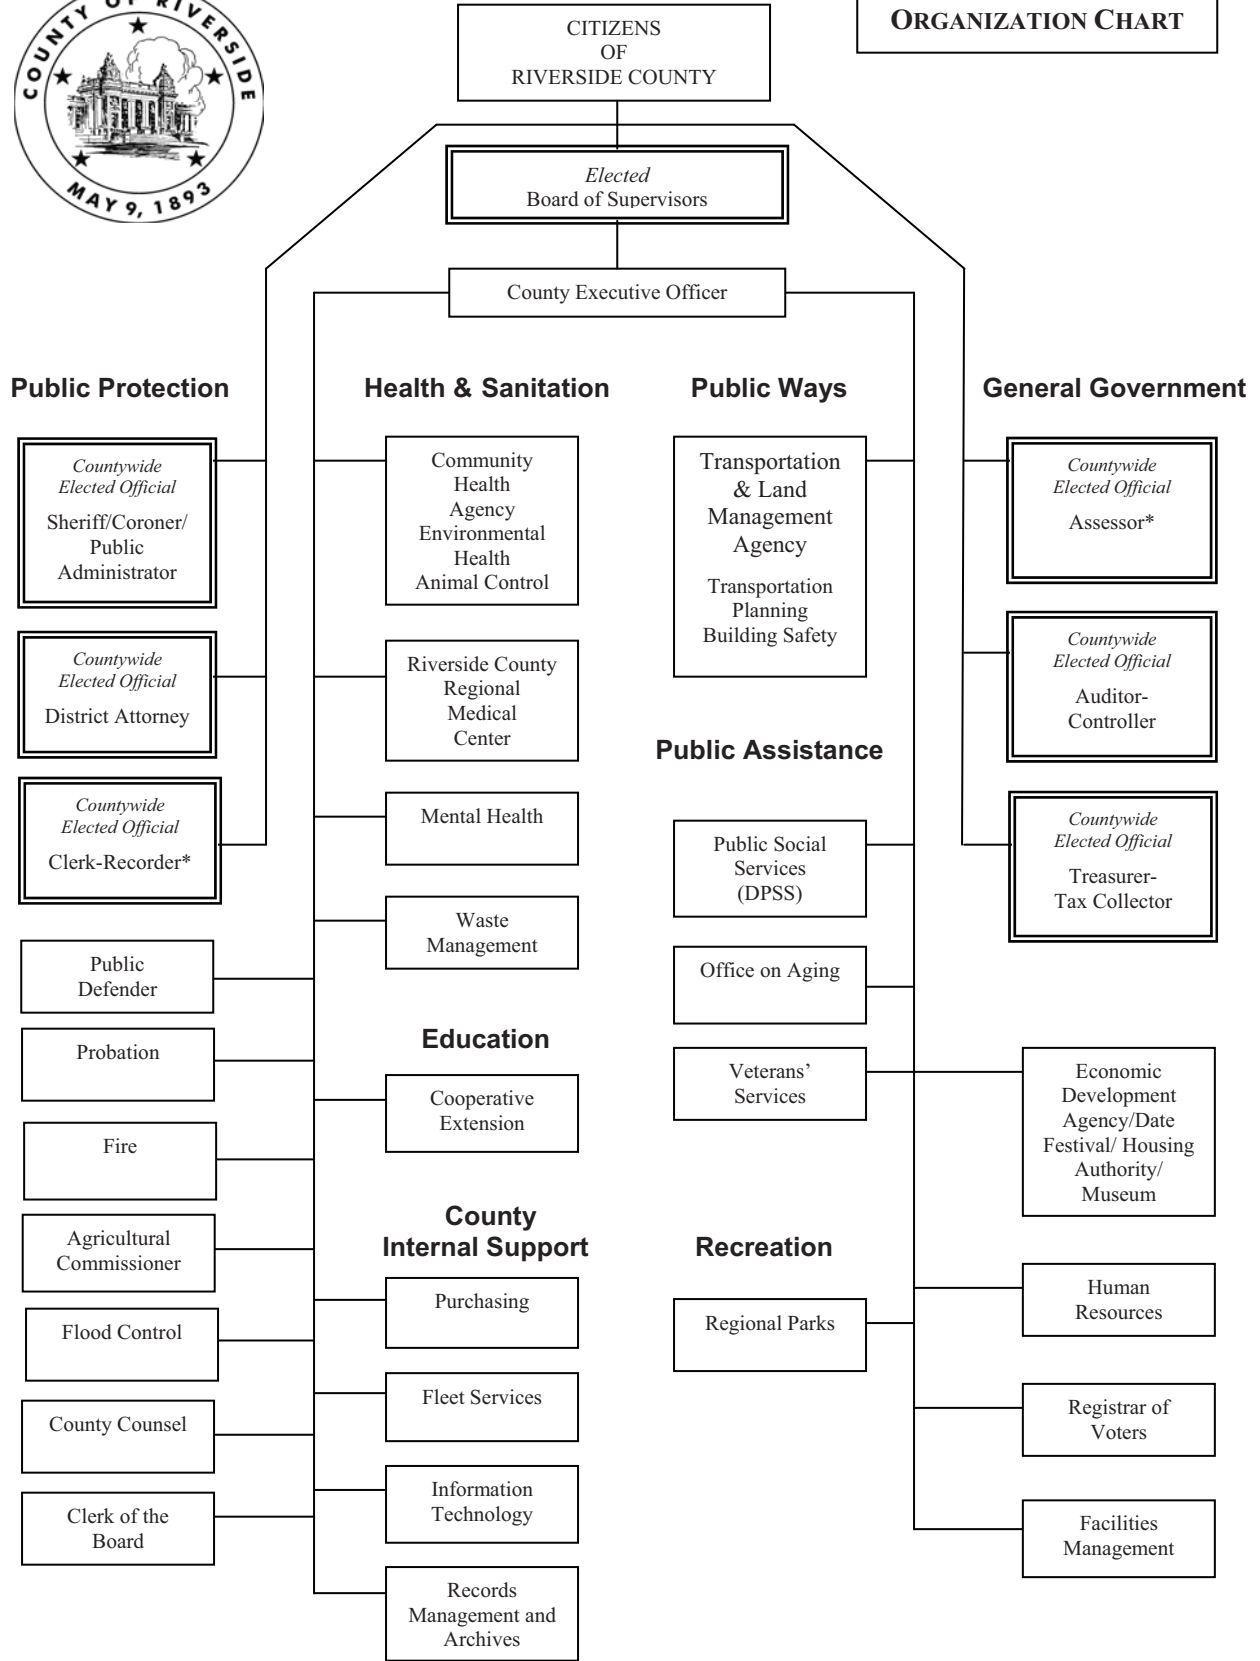 COUNTY OF RIVERSIDE
MAY 9, 1893
CITIZENS
OF
RIVERSIDE COUNTY
ORGANIZATION CHART
Elected
Board of Supervisors
County Executive Officer
Public Protection
Countywide
Elected Official
Sheriff/Coroner/
Public
Administrator
Countywide
Elected Official
District Attorney
Countywide
Elected Official
Clerk-Recorder*
Public
Defender
Probation
Fire
Agricultural
Commissioner
Flood Control
County Counsel
Clerk of the
Board
Health & Sanitation
Community
Health
Agency
Environmental
Health
Animal Control
Riverside County
Regional
Medical
Center
Mental Health
Waste
Management
Education
Cooperative
Extension
County
Internal Support
Purchasing
Fleet Services
Information
Technology
Records
Management and
Archives
Public Ways
Transportation
& Land
Management
Agency
Transportation
Planning
Building Safety
Public Assistance
Public Social
Services
(DPSS)
Office on Aging
Veterans’
Services
Recreation
Regional Parks
General Government
Countywide
Elected Official
Assessor*
Countywide
Elected Official
Auditor-
Controller
Countywide
Elected Official
Treasurer-
Tax Collector
Economic
Development
Agency/Date
Festival/ Housing
Authority/
Museum
Human
Resources
Registrar of
Voters
Facilities
Management